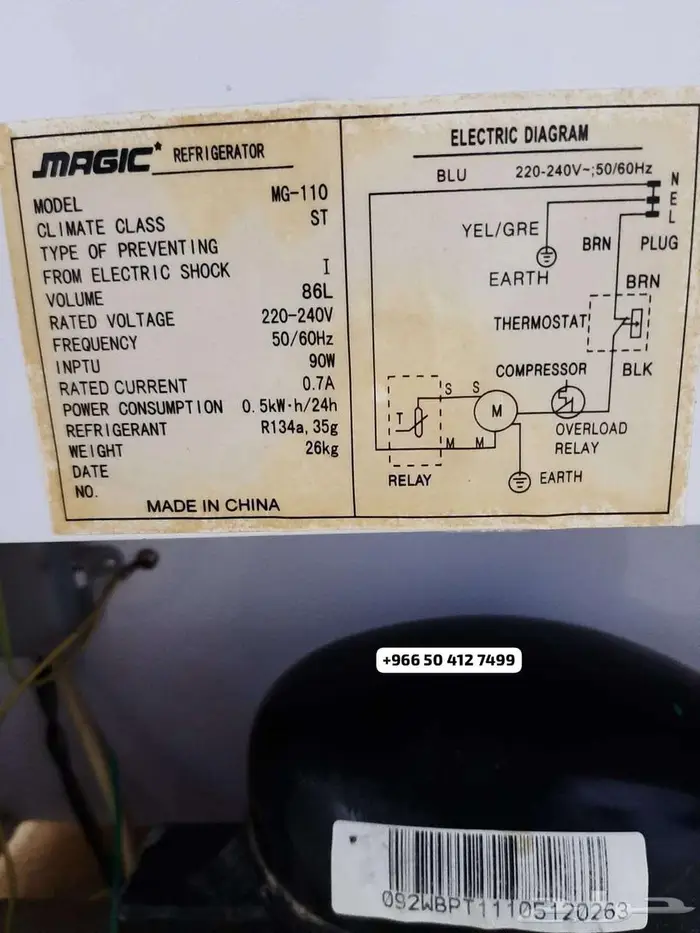 MAGIC* REFRIGERATOR
MODEL MG-110
CLIMATE CLASS ST
TYPE OF PREVENTING
FROM ELECTRIC SHOCK I
VOLUME 86L
RATED VOLTAGE 220-240V
FREQUENCY 50/60Hz
INPTU 90W
RATED CURRENT 0.7A
POWER CONSUMPTION 0.5kW·h/24h
REFRIGERANT R134a, 35g
WEIGHT 26kg
DATE
NO.
MADE IN CHINA
ELECTRIC DIAGRAM
BLU 220-240V~;50/60Hz N
E
YEL/GRE L
BRN PLUG
EARTH BRN
THERMOSTAT
COMPRESSOR BLK
S S
T M
OVERLOAD
RELAY
M M
RELAY EARTH
+966 50 412 7499
092WBPT11105120263